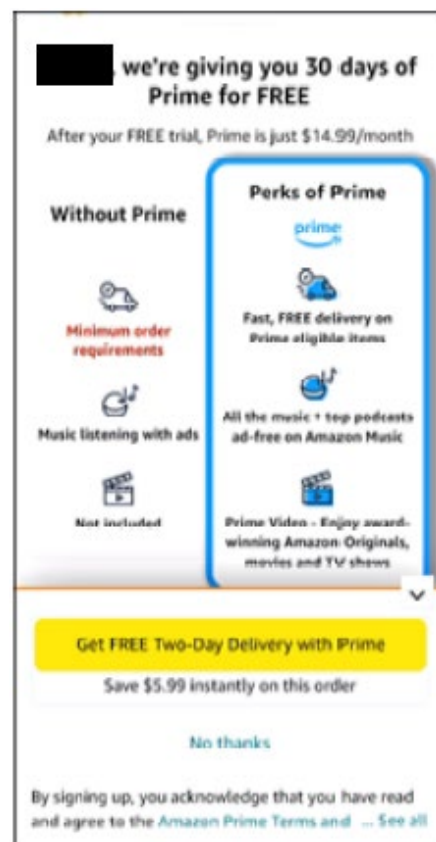 , we're giving you 30 days of
Prime for FREE
After your FREE trial, Prime is just $14.99/month
Without Prime
Minimum order
requirements
Music listening with ads
Not included
Perks of Prime
prime
Fast, FREE delivery on
Prime eligible items
All the music + top podcasts
ad-free on Amazon Music
Prime Video - Enjoy award-
winning Amazon Originals,
movies and TV shows
Get FREE Two-Day Delivery with Prime
Save $5.99 instantly on this order
No thanks
By signing up, you acknowledge that you have read
and agree to the Amazon Prime Terms and ... See all